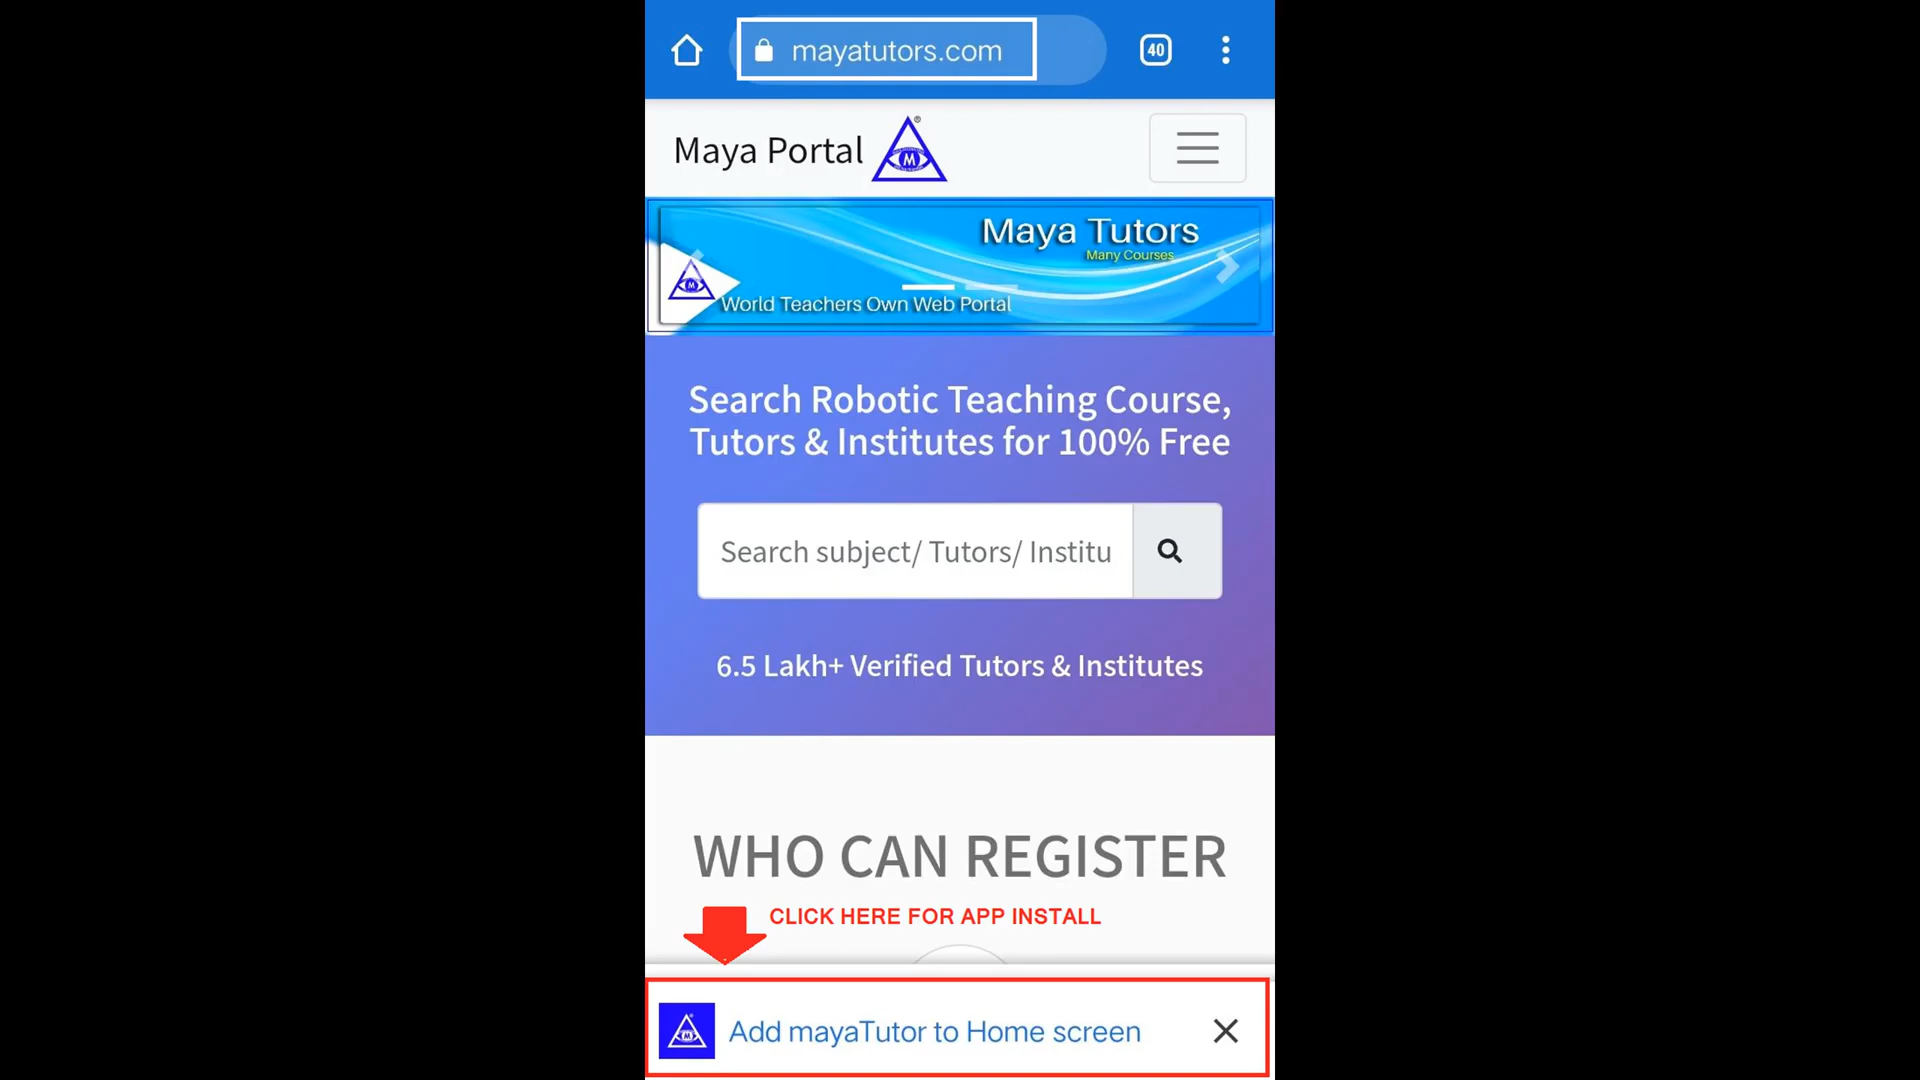 mayatutors.com
40
Maya Portal
M
Maya Tutors
Many Courses
World Teachers Own Web Portal
Search Robotic Teaching Course,
Tutors & Institutes for 100% Free
Search subject/ Tutors/ Institu
6.5 Lakh+ Verified Tutors & Institutes
WHO CAN REGISTER
CLICK HERE FOR APP INSTALL
Add mayaTutor to Home screen